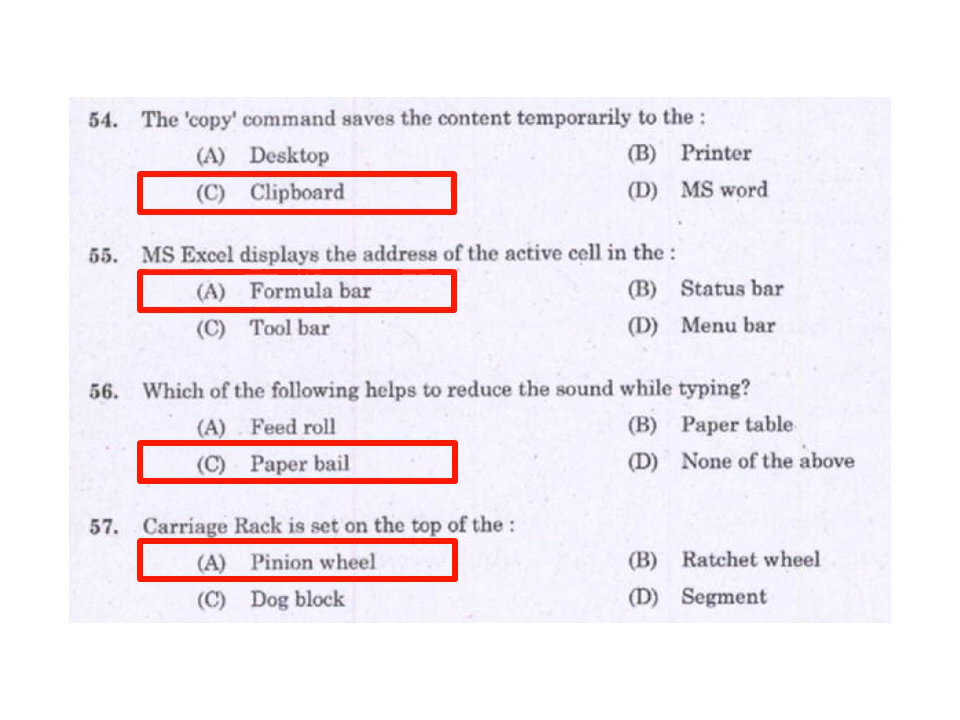 54. The 'copy' command saves the content temporarily to the :
(A) Desktop (B) Printer
(C) Clipboard (D) MS word
55. MS Excel displays the address of the active cell in the :
(A) Formula bar (B) Status bar
(C) Tool bar (D) Menu bar
56. Which of the following helps to reduce the sound while typing?
(A) Feed roll (B) Paper table
(C) Paper bail (D) None of the above
57. Carriage Rack is set on the top of the :
(A) Pinion wheel (B) Ratchet wheel
(C) Dog block (D) Segment